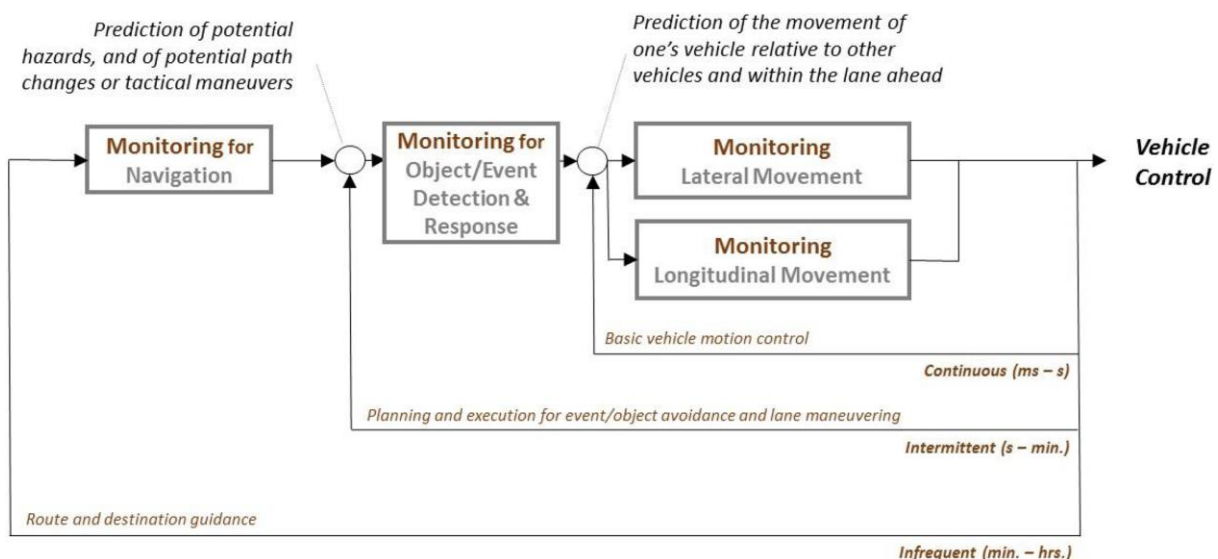 Prediction of potential
hazards, and of potential path
changes or tactical maneuvers
Prediction of the movement of
one's vehicle relative to other
vehicles and within the lane ahead
Monitoring for
Navigation
Monitoring for
Object/Event
Detection &
Response
Monitoring
Lateral Movement
Monitoring
Longitudinal Movement
Vehicle
Control
Basic vehicle motion control
Continuous (ms – s)
Planning and execution for event/object avoidance and lane maneuvering
Intermittent (s – min.)
Route and destination guidance
Infrequent (min. – hrs.)